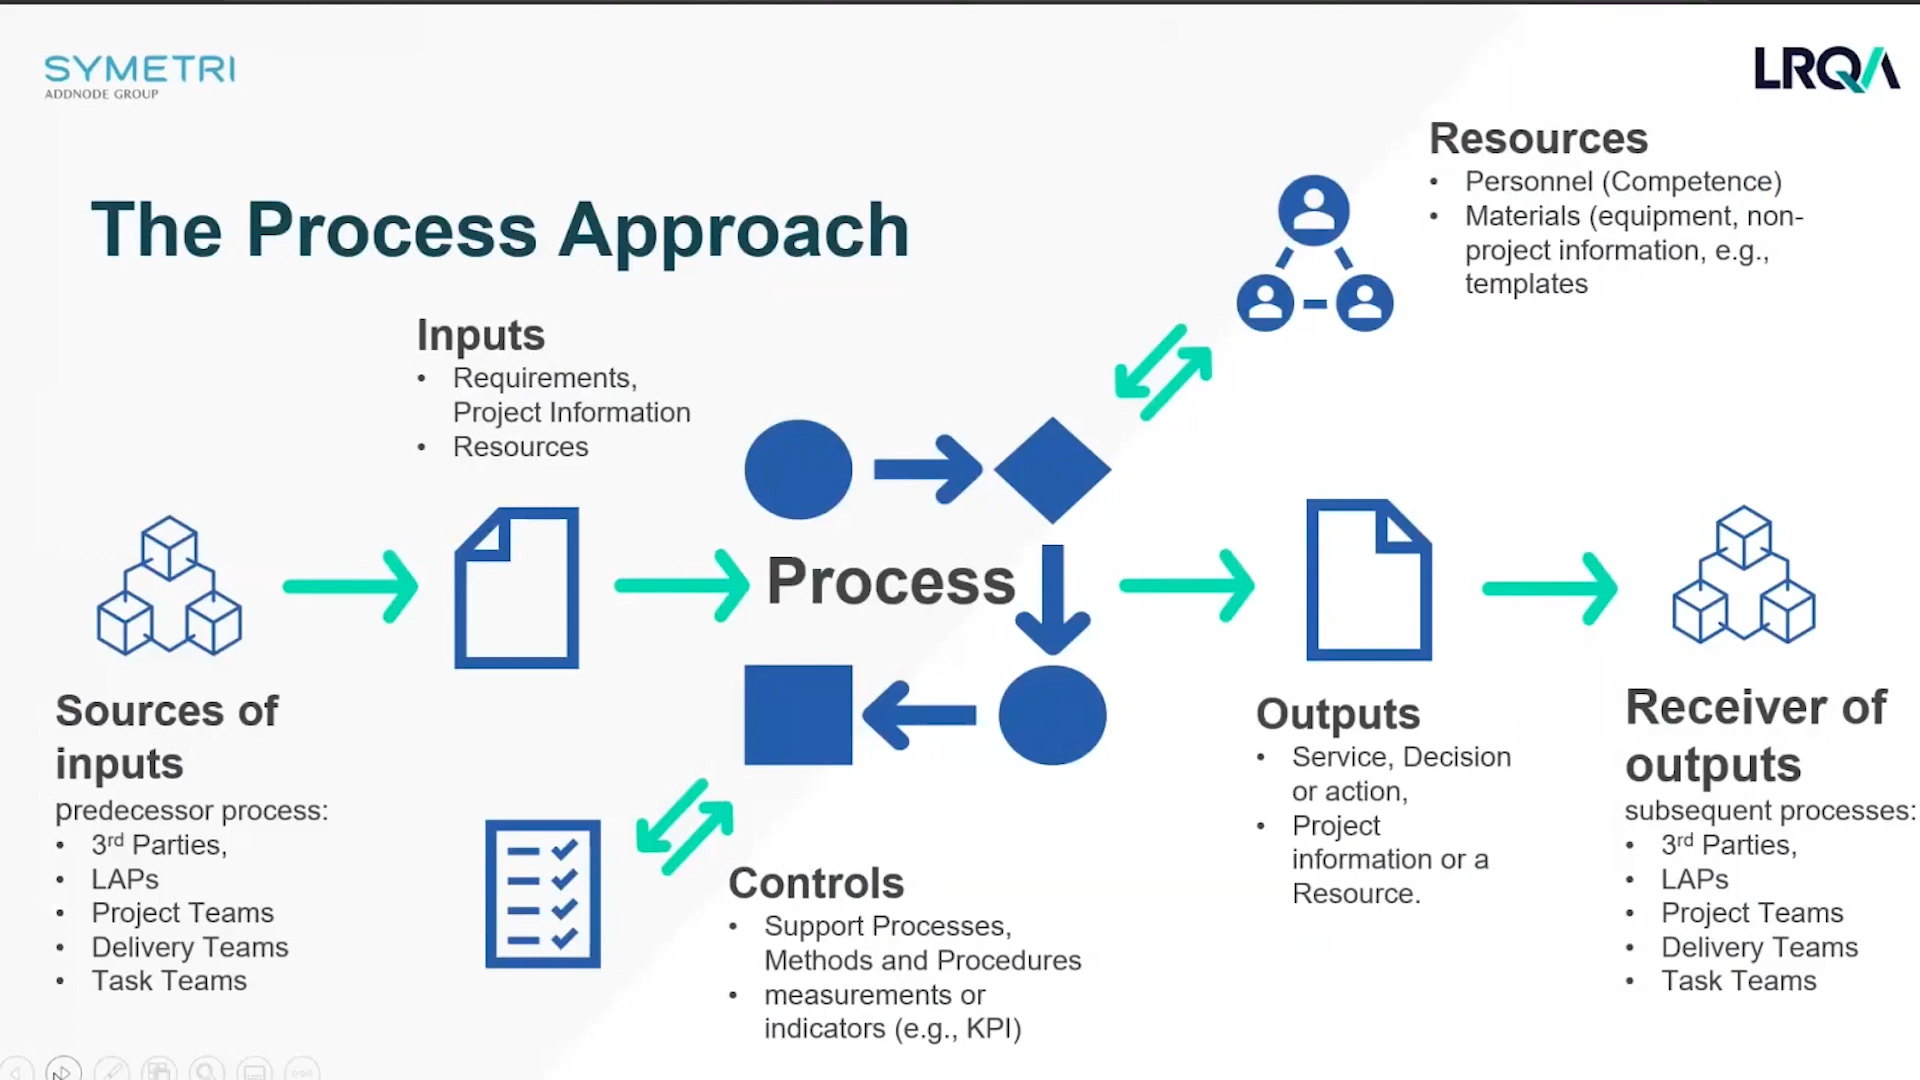 SYMETRI
ADDNODE GROUP
LRQA
The Process Approach
Resources
• Personnel (Competence)
• Materials (equipment, non-
project information, e.g.,
templates
Inputs
• Requirements,
Project Information
• Resources
Process
Sources of
inputs
predecessor process:
• 3rd Parties,
• LAPs
• Project Teams
• Delivery Teams
• Task Teams
Controls
• Support Processes,
Methods and Procedures
• measurements or
indicators (e.g., KPI)
Outputs
• Service, Decision
or action,
• Project
information or a
Resource.
Receiver of
outputs
subsequent processes:
• 3rd Parties,
• LAPs
• Project Teams
• Delivery Teams
• Task Teams